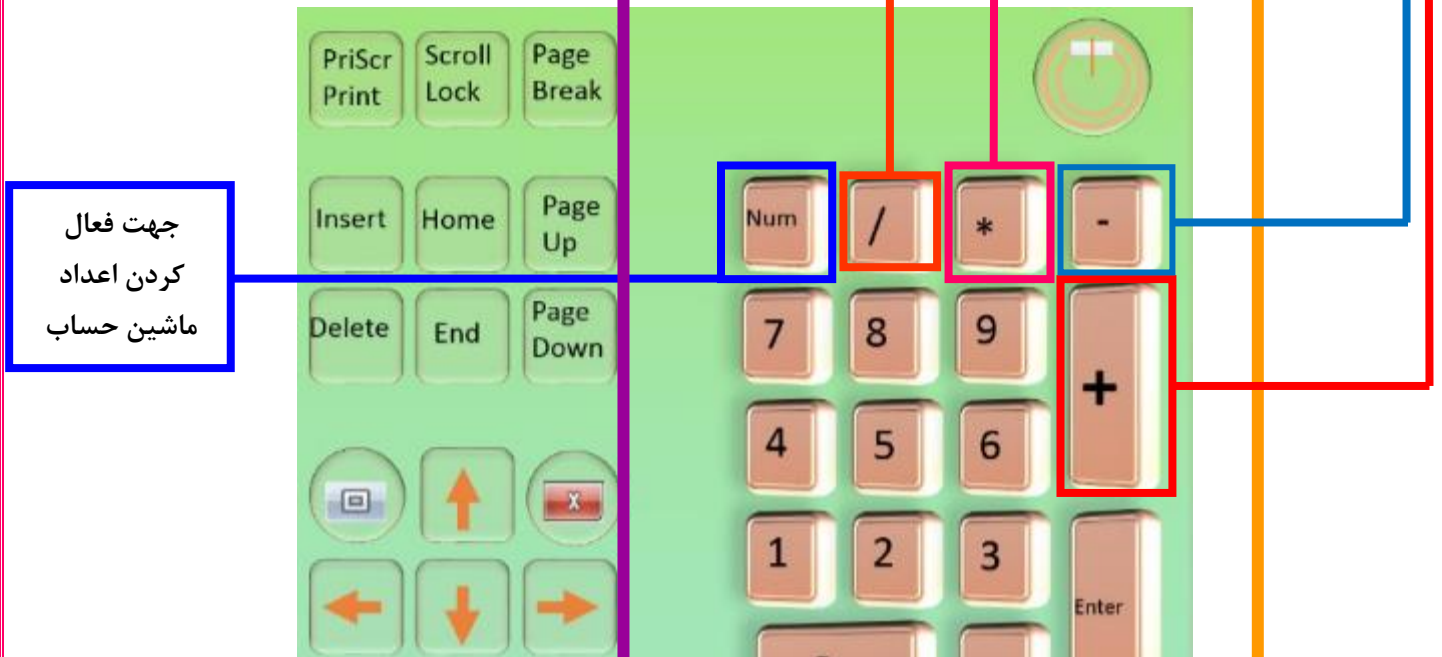 PriScr
Print
Scroll
Lock
Page
Break
Insert
Home
Page
Up
Num
/
*
-
جهت فعال
کردن اعداد
ماشین حساب
Delete
End
Page
Down
7
8
9
+
4
5
6
X
1
2
3
Enter